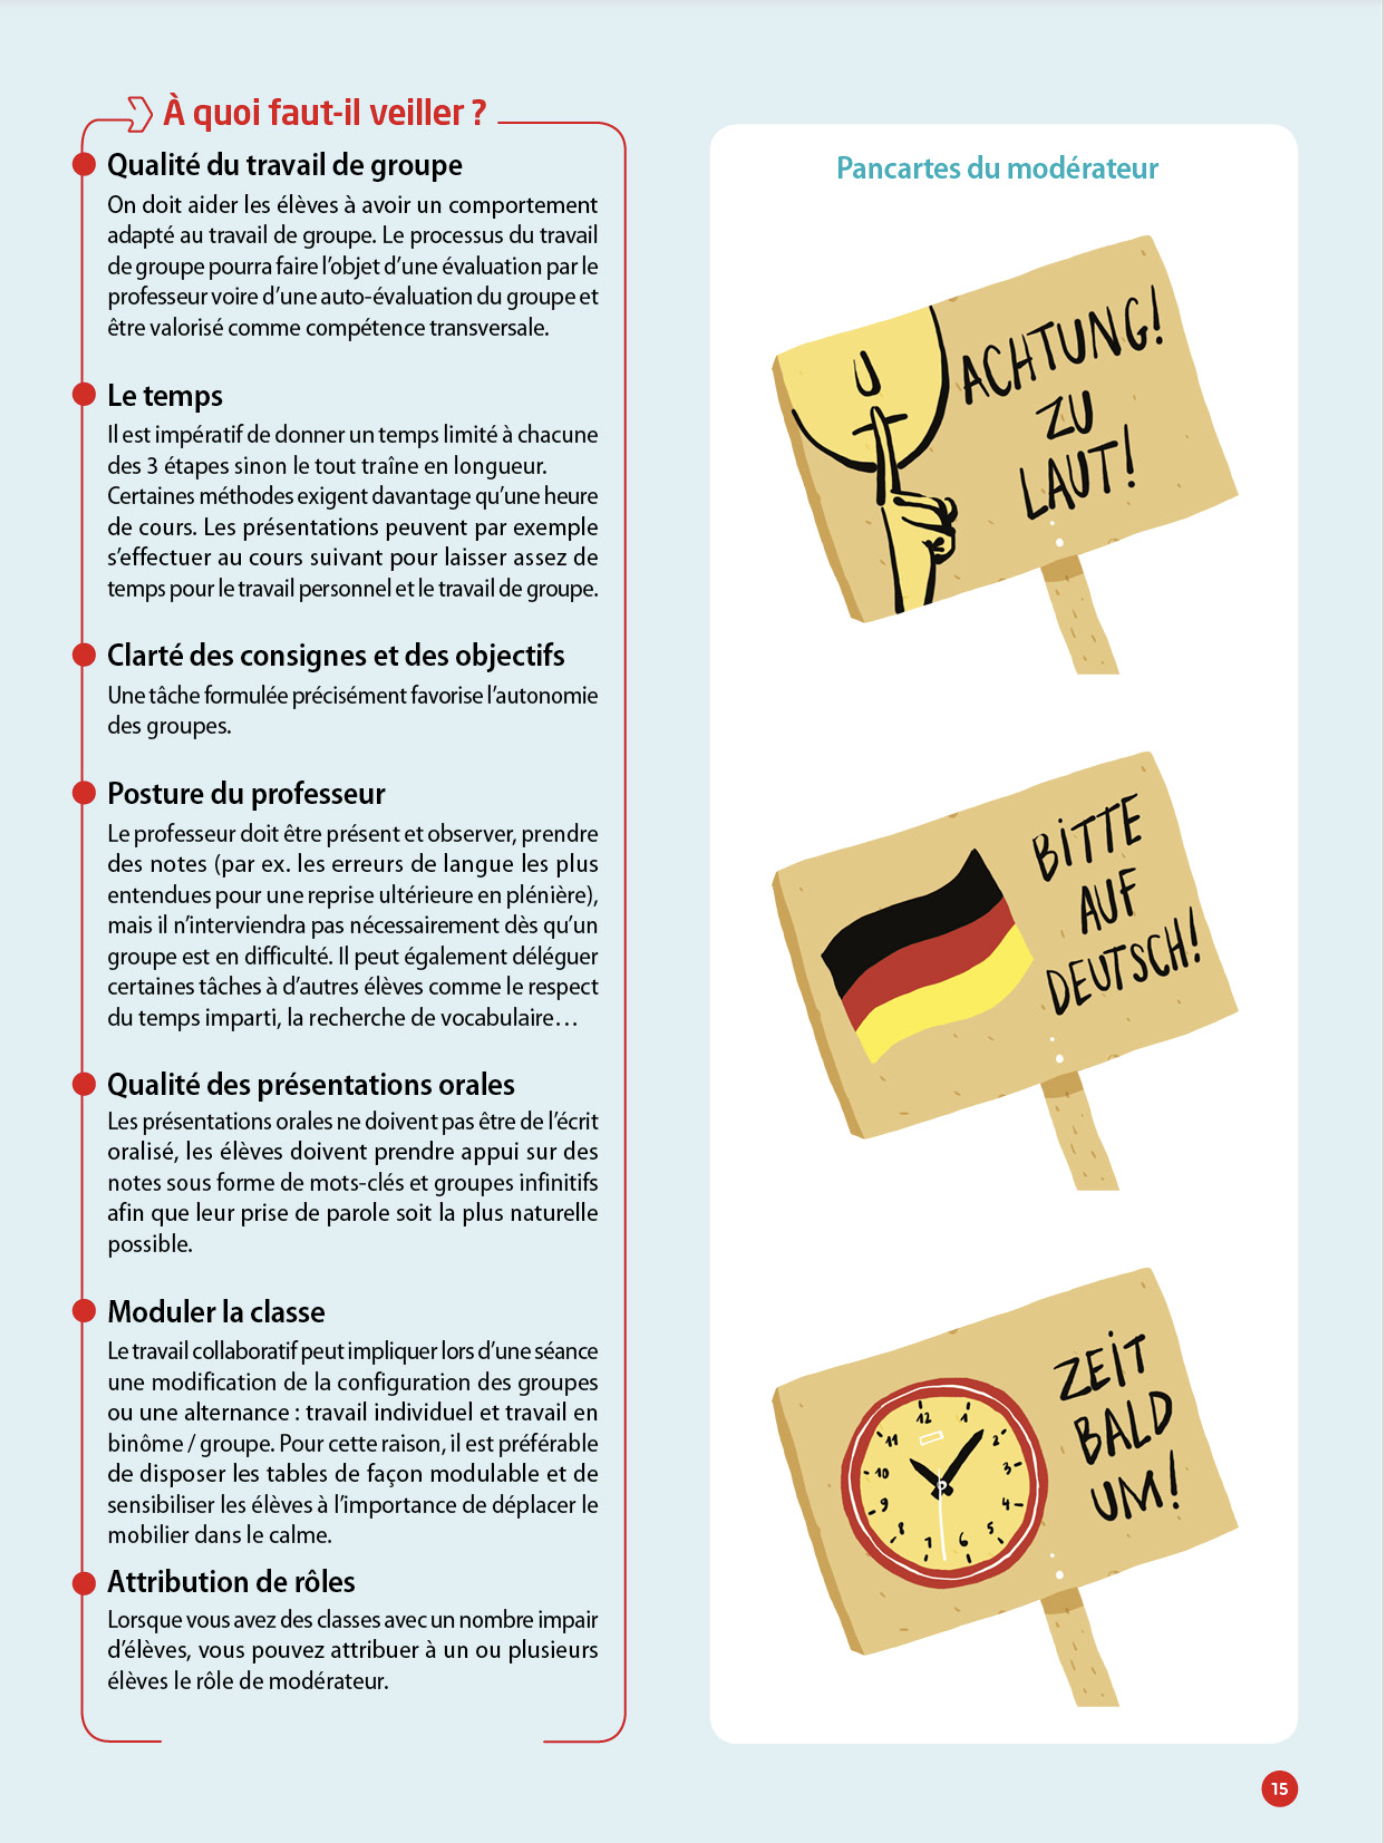 À quoi faut-il veiller ?
Qualité du travail de groupe
On doit aider les élèves à avoir un comportement
adapté au travail de groupe. Le processus du travail
de groupe pourra faire l’objet d’une évaluation par le
professeur voire d’une auto-évaluation du groupe et
être valorisé comme compétence transversale.
Le temps
Il est impératif de donner un temps limité à chacune
des 3 étapes sinon le tout traîne en longueur.
Certaines méthodes exigent davantage qu’une heure
de cours. Les présentations peuvent par exemple
s’effectuer au cours suivant pour laisser assez de
temps pour le travail personnel et le travail de groupe.
Clarté des consignes et des objectifs
Une tâche formulée précisément favorise l’autonomie
des groupes.
Posture du professeur
Le professeur doit être présent et observer, prendre
des notes (par ex. les erreurs de langue les plus
entendues pour une reprise ultérieure en plénière),
mais il n’interviendra pas nécessairement dès qu’un
groupe est en difficulté. Il peut également déléguer
certaines tâches à d’autres élèves comme le respect
du temps imparti, la recherche de vocabulaire…
Qualité des présentations orales
Les présentations orales ne doivent pas être de l’écrit
oralisé, les élèves doivent prendre appui sur des
notes sous forme de mots-clés et groupes infinitifs
afin que leur prise de parole soit la plus naturelle
possible.
Moduler la classe
Le travail collaboratif peut impliquer lors d’une séance
une modification de la configuration des groupes
ou une alternance : travail individuel et travail en
binôme / groupe. Pour cette raison, il est préférable
de disposer les tables de façon modulable et de
sensibiliser les élèves à l’importance de déplacer le
mobilier dans le calme.
Attribution de rôles
Lorsque vous avez des classes avec un nombre impair
d’élèves, vous pouvez attribuer à un ou plusieurs
élèves le rôle de modérateur.
Pancartes du modérateur
ACHTUNG!
ZU
LAUT!
BITTE
AUF
DEUTSCH!
ZEIT
BALD
UM!
12
1
2
3
4
5
6
7
8
9
10
11
15